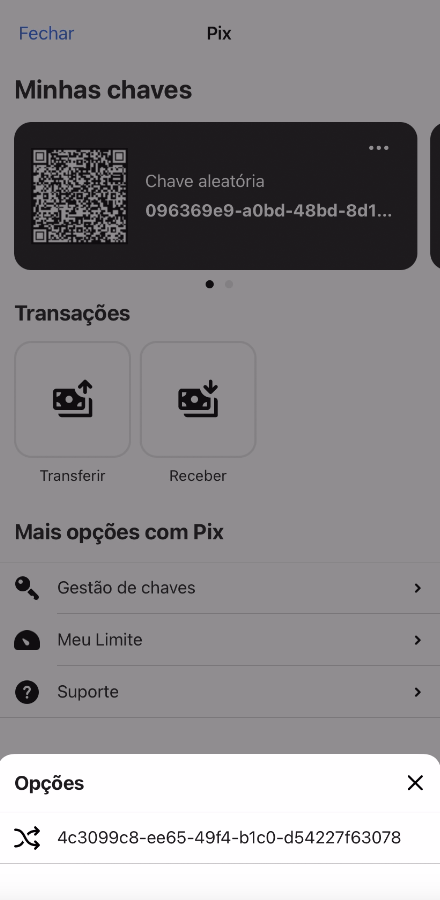 Fechar
Pix
Minhas chaves
Chave aleatória
096369e9-a0bd-48bd-8d1...
Transações
Transferir
Receber
Mais opções com Pix
Gestão de chaves
Meu Limite
Suporte
Opções
4c3099c8-ee65-49f4-b1c0-d54227f63078